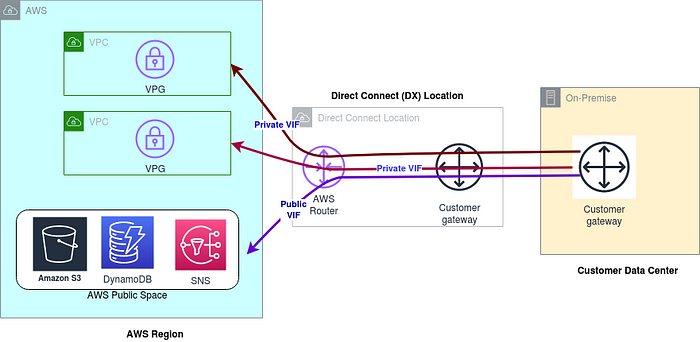 AWS
VPC
VPG
VPC
VPG
Amazon S3
DynamoDB
SNS
AWS Public Space
AWS Region
Private VIF
Public
VIF
Direct Connect (DX) Location
Direct Connect Location
Private VIF
AWS
Router
Customer
gateway
On-Premise
Customer
gateway
Customer Data Center